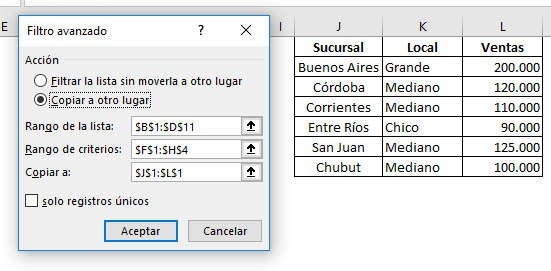 E
I
J
K
L
Filtro avanzado
?
Acción
Filtrar la lista sin moverla a otro lugar
Copiar a otro lugar
Rango de la lista: $B$1:$D$11
Rango de criterios: $F$1:$H$4
Copiar a: $J$1:$L$1
solo registros únicos
Aceptar Cancelar
Sucursal Local Ventas
Buenos Aires Grande 200.000
Córdoba Mediano 120.000
Corrientes Mediano 110.000
Entre Ríos Chico 90.000
San Juan Mediano 125.000
Chubut Mediano 100.000